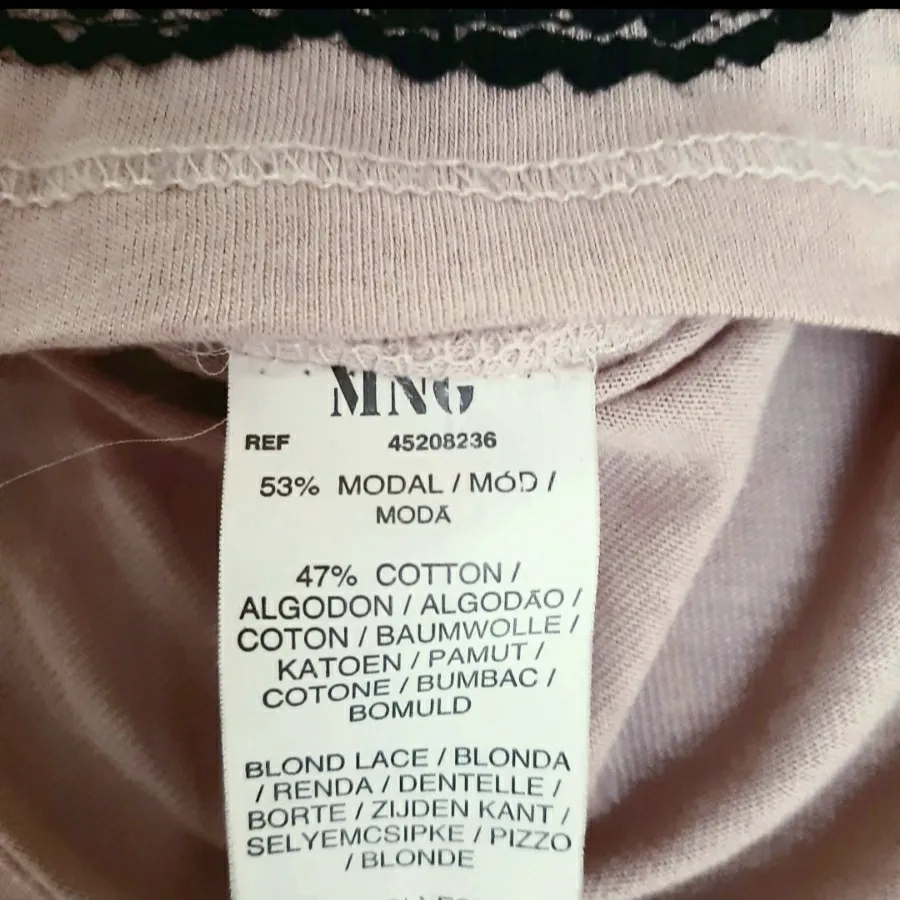 MNG
REF 45208236
53% MODAL / MÓD /
MODA
47% COTTON /
ALGODON / ALGODÃO /
COTON / BAUMWOLLE /
KATOEN / PAMUT /
COTONE / BUMBAC /
BOMULD
BLOND LACE / BLONDA
/ RENDA / DENTELLE /
BORTE / ZIJDEN KANT /
SELYEMCSIPKE / PIZZO
/ BLONDE